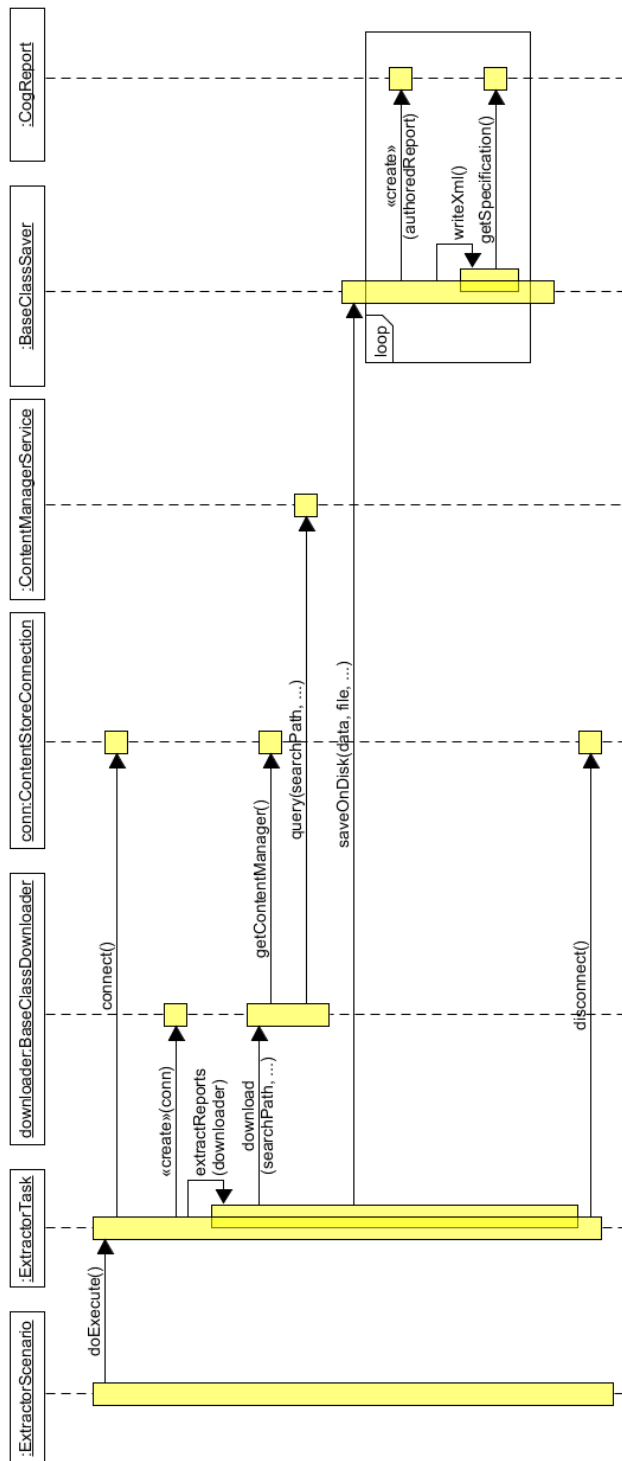 :ExtractorScenario
:ExtractorTask
downloader:BaseClassDownloader
conn:ContentStoreConnection
:ContentManagerService
:BaseClassSaver
:CogReport
doExecute()
connect()
«create»(conn)
extractReports
(downloader)
download
(searchPath, ...)
getContentManager()
query(searchPath, ...)
saveOnDisk(data, file, ...)
loop
«create»
(authoredReport)
writeXml()
getSpecification()
disconnect()